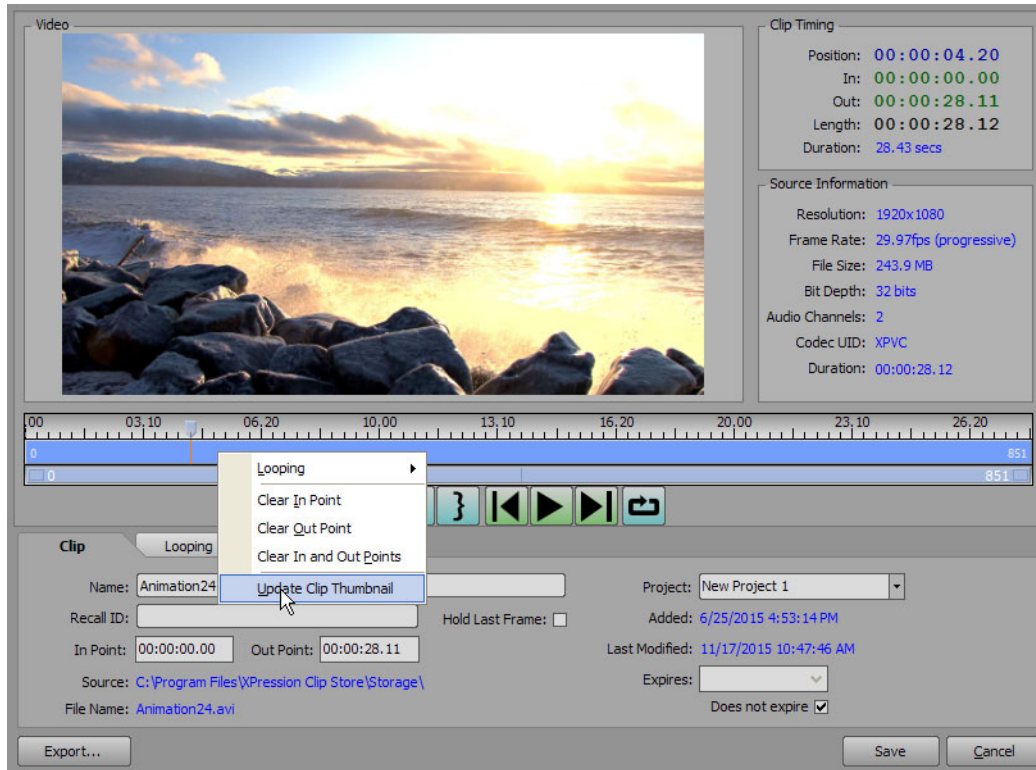 Video
Clip Timing
Position: 00:00:04.20
In: 00:00:00.00
Out: 00:00:28.11
Length: 00:00:28.12
Duration: 28.43 secs
Source Information
Resolution: 1920x1080
Frame Rate: 29.97fps (progressive)
File Size: 243.9 MB
Bit Depth: 32 bits
Audio Channels: 2
Codec UID: XPVC
Duration: 00:00:28.12
:00 03.10 06.20 10.00 13.10 16.20 20.00 23.10 26.20
0 851
0 851
Looping
Clear In Point
Clear Out Point
Clear In and Out Points
Update Clip Thumbnail
}
Clip Looping
Name: Animation24
Recall ID:
Hold Last Frame:
In Point: 00:00:00.00 Out Point: 00:00:28.11
Source: C:\Program Files\XPression Clip Store\Storage\
File Name: Animation24.avi
Project: New Project 1
Added: 6/25/2015 4:53:14 PM
Last Modified: 11/17/2015 10:47:46 AM
Expires:
Does not expire
Export... Save Cancel